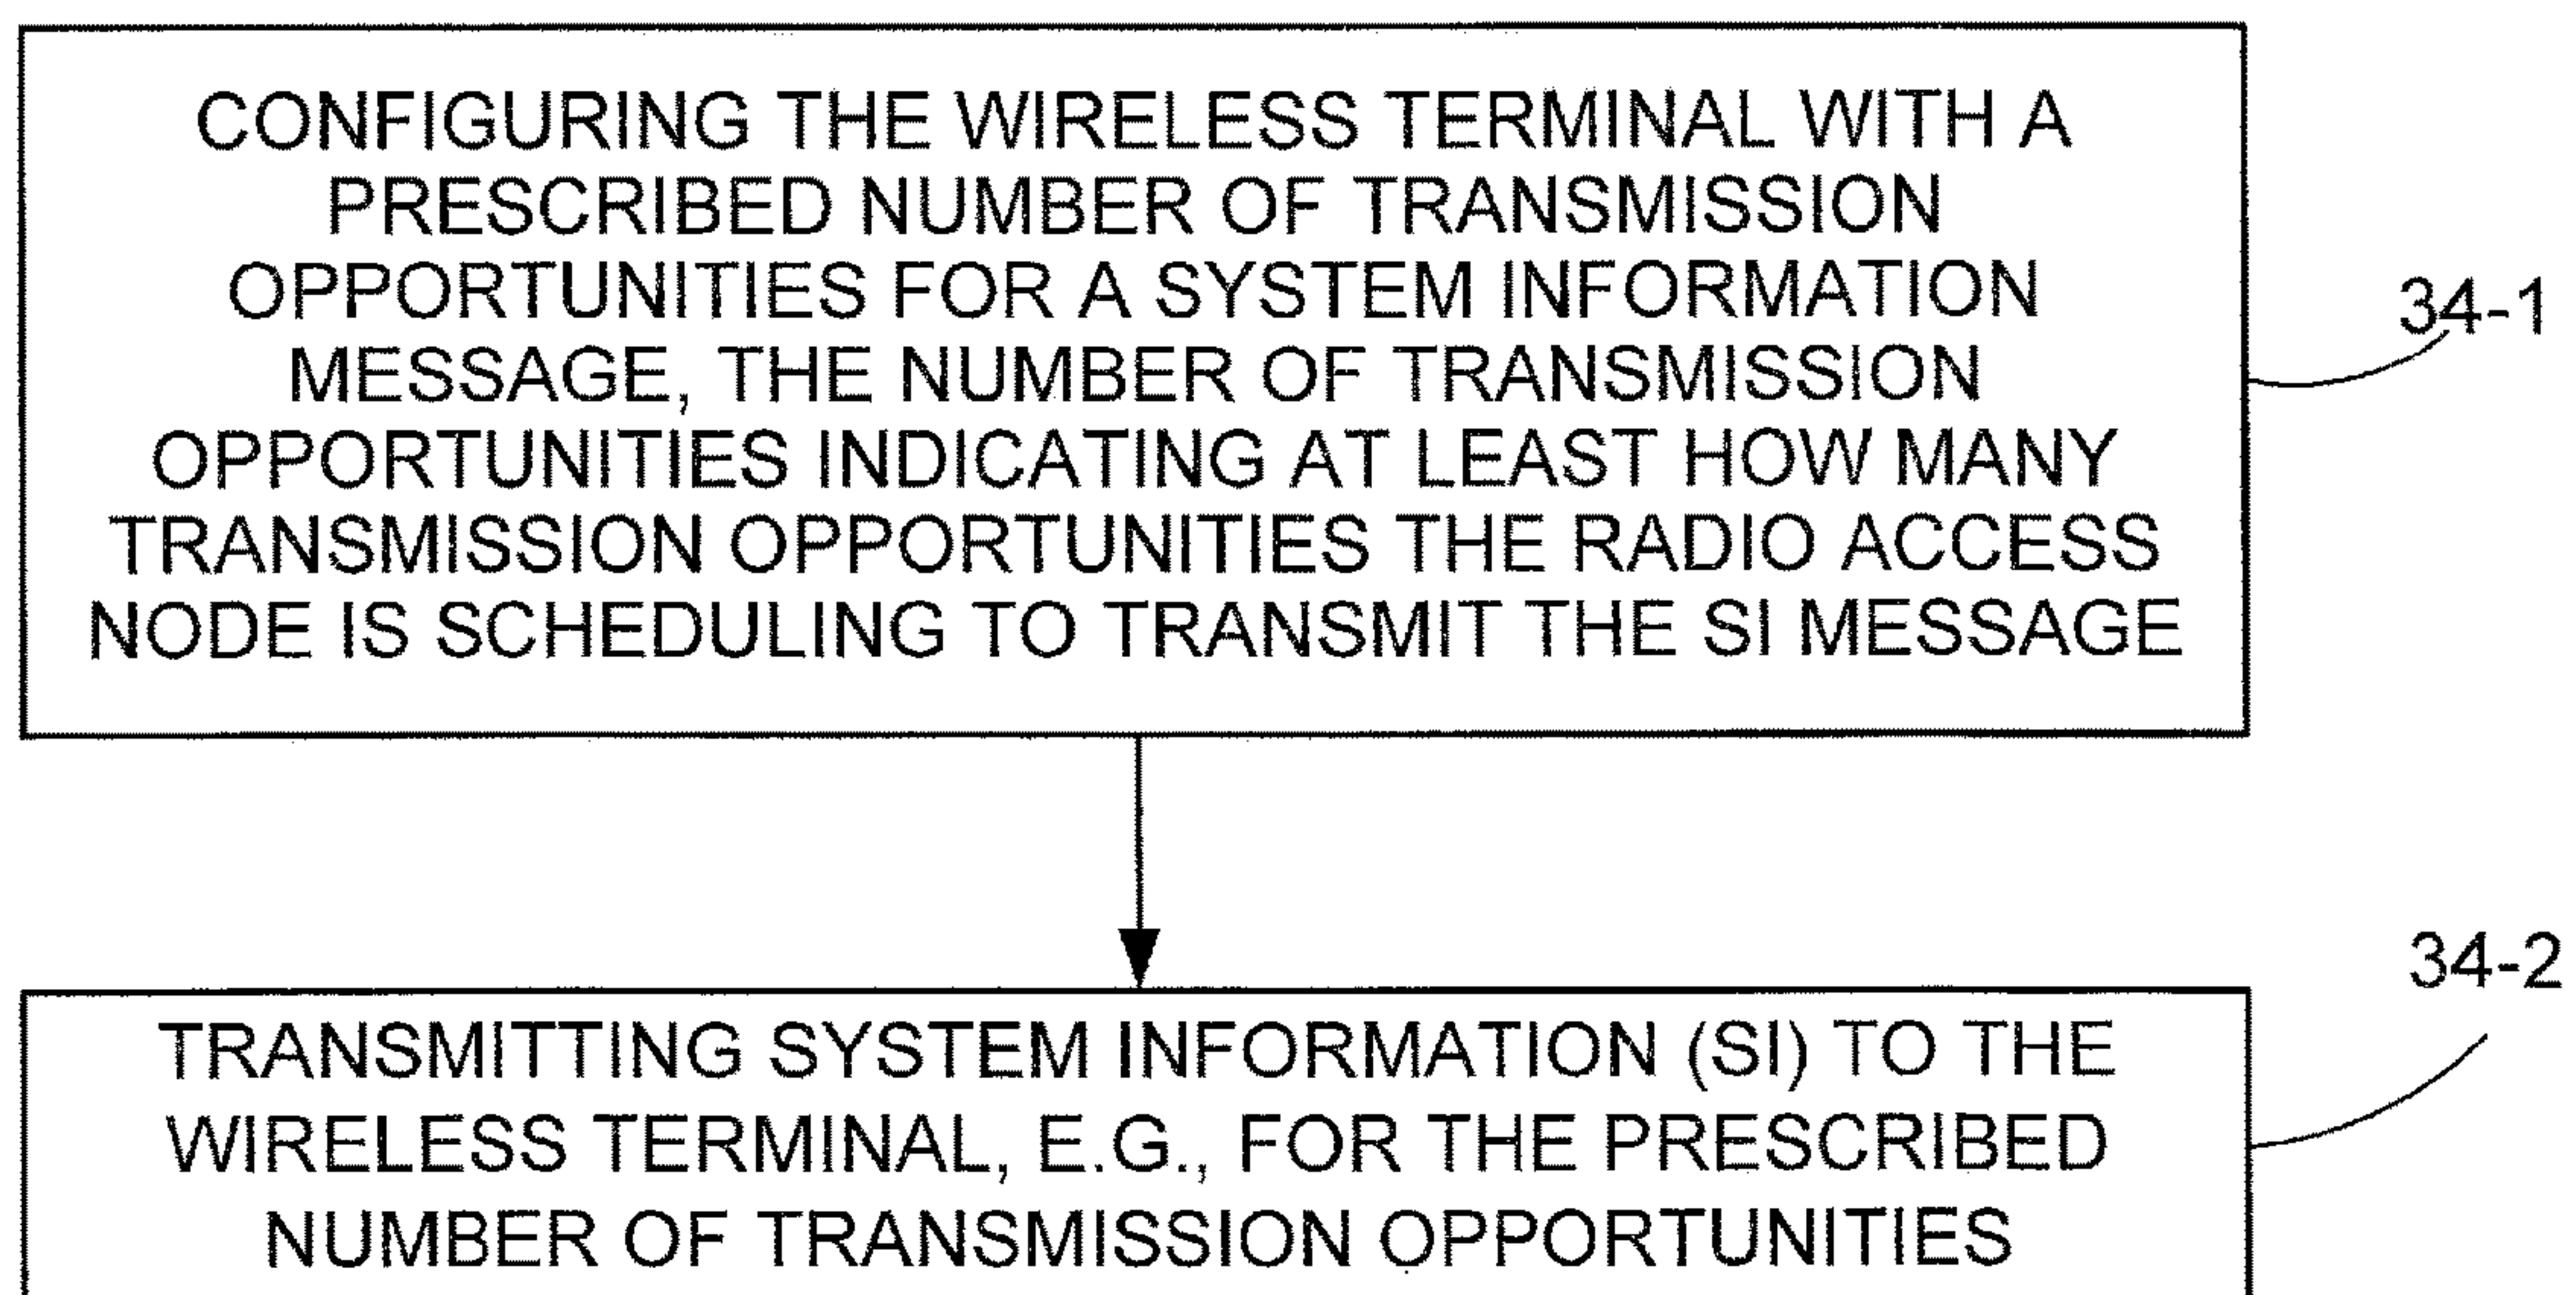 CONFIGURING THE WIRELESS TERMINAL WITH A
PRESCRIBED NUMBER OF TRANSMISSION
OPPORTUNITIES FOR A SYSTEM INFORMATION
MESSAGE, THE NUMBER OF TRANSMISSION
OPPORTUNITIES INDICATING AT LEAST HOW MANY
TRANSMISSION OPPORTUNITIES THE RADIO ACCESS
NODE IS SCHEDULING TO TRANSMIT THE SI MESSAGE
34-1
34-2
TRANSMITTING SYSTEM INFORMATION (SI) TO THE
WIRELESS TERMINAL, E.G., FOR THE PRESCRIBED
NUMBER OF TRANSMISSION OPPORTUNITIES